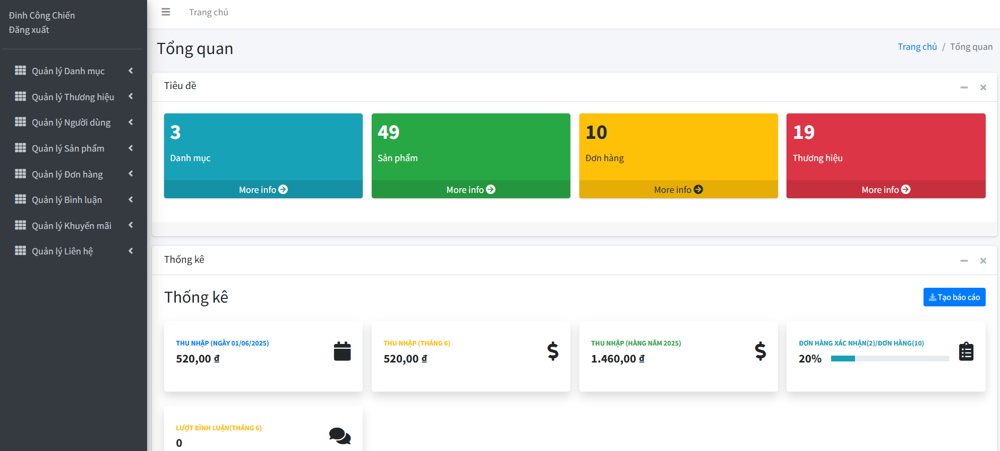 Đinh Công Chiến
Đăng xuất
Quản lý Danh mục
Quản lý Thương hiệu
Quản lý Người dùng
Quản lý Sản phẩm
Quản lý Đơn hàng
Quản lý Bình luận
Quản lý Khuyến mãi
Quản lý Liên hệ
Trang chủ
Tổng quan
Trang chủ / Tổng quan
Tiêu đề
3
Danh mục
More info
49
Sản phẩm
More info
10
Đơn hàng
More info
19
Thương hiệu
More info
Thống kê
Thống kê
Tạo báo cáo
THU NHẬP (NGÀY 01/06/2025)
520,00 ₫
THU NHẬP (THÁNG 6)
520,00 ₫
THU NHẬP (HÀNG NĂM 2025)
1.460,00 ₫
ĐƠN HÀNG XÁC NHẬN(2)/ĐƠN HÀNG(10)
20%
LƯỢT BÌNH LUẬN(THÁNG 6)
0